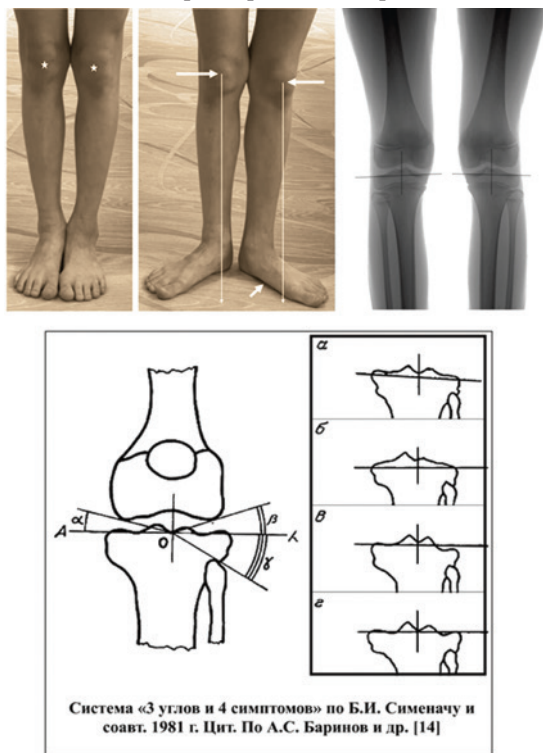 а
б
в
г
α
A
O
β
γ
Система «3 углов и 4 симптомов» по Б.И. Сименачу и
соавт. 1981 г. Цит. По А.С. Баринов и др. [14]